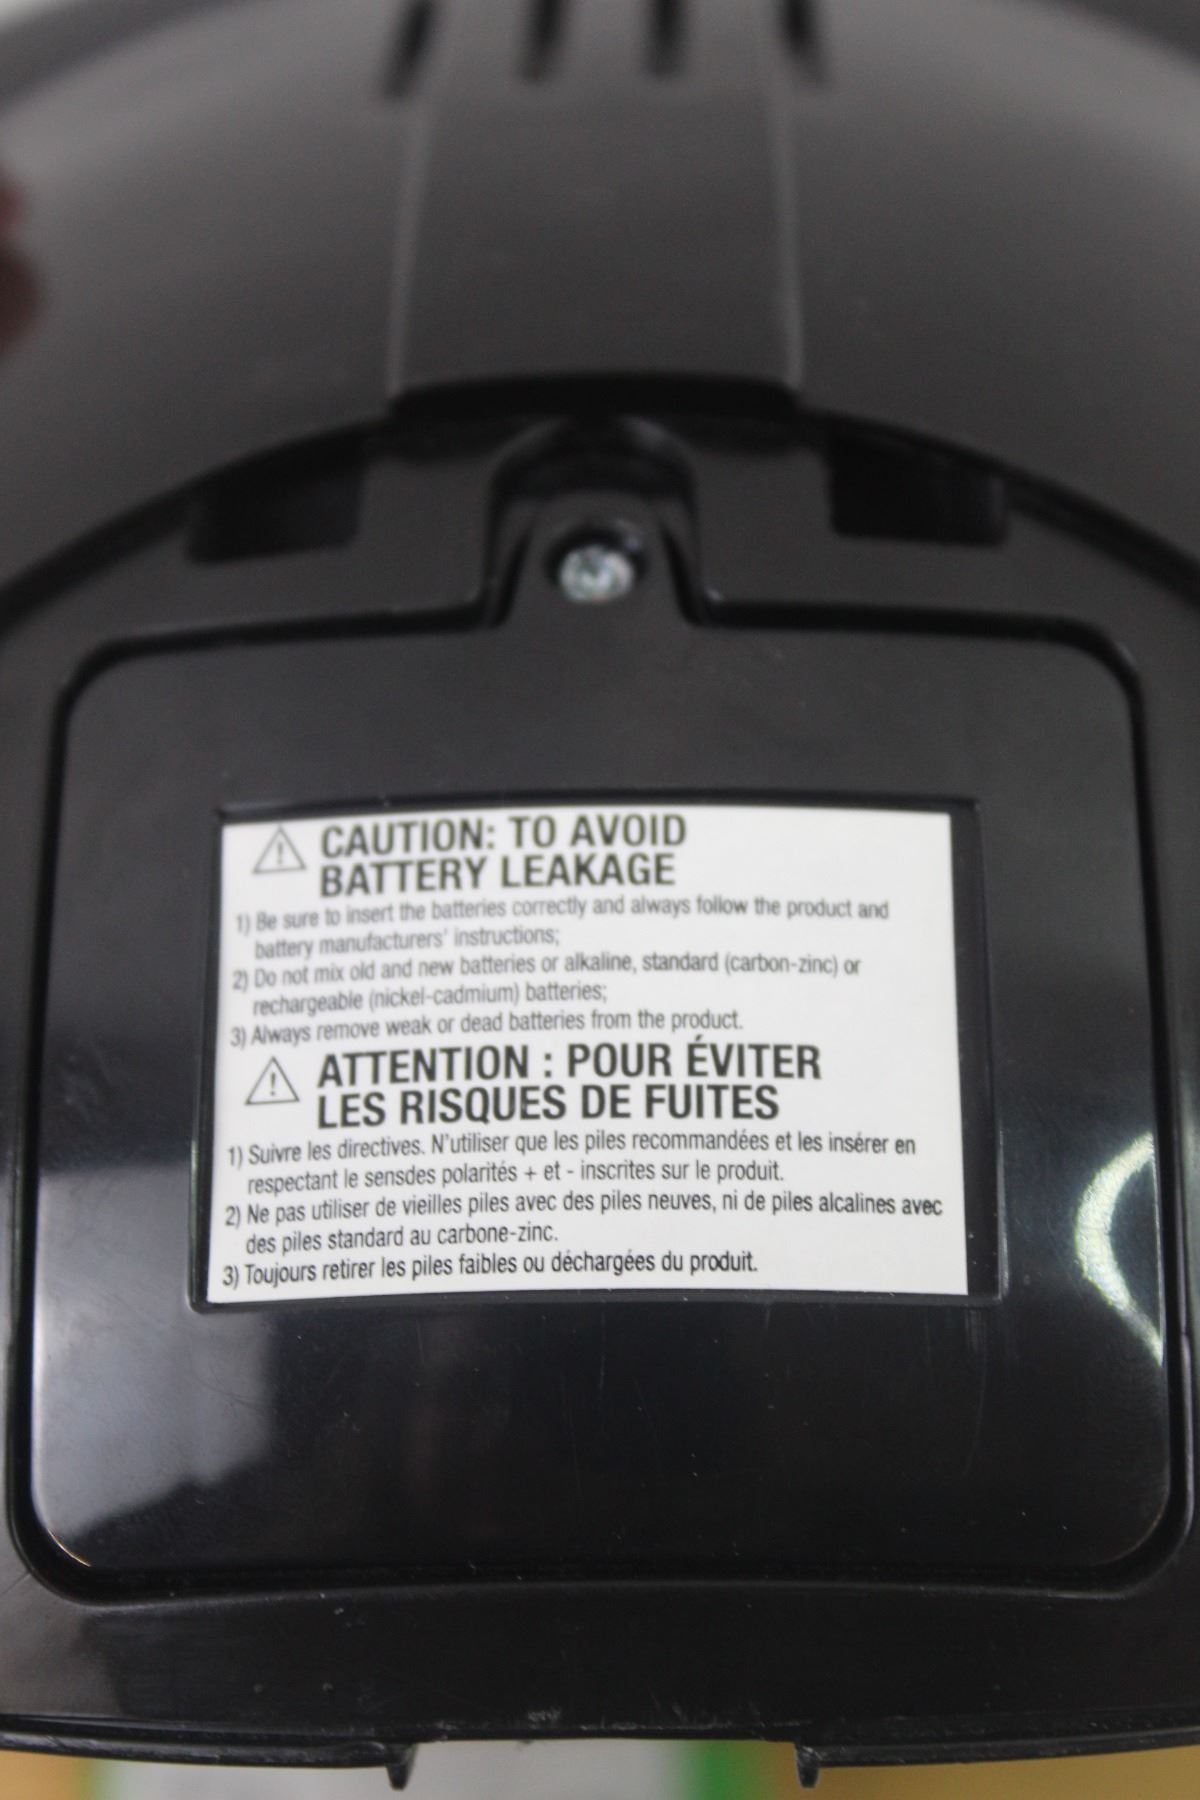 CAUTION: TO AVOID
BATTERY LEAKAGE
1) Be sure to insert the batteries correctly and always follow the product and
battery manufacturers' instructions;
2) Do not mix old and new batteries or alkaline, standard (carbon-zinc) or
rechargeable (nickel-cadmium) batteries;
3) Always remove weak or dead batteries from the product.
ATTENTION : POUR ÉVITER
LES RISQUES DE FUITES
1) Suivre les directives. N'utiliser que les piles recommandées et les insérer en
respectant le sensdes polarités + et - inscrites sur le produit.
2) Ne pas utiliser de vieilles piles avec des piles neuves, ni de piles alcalines avec
des piles standard au carbone-zinc.
3) Toujours retirer les piles faibles ou déchargées du produit.